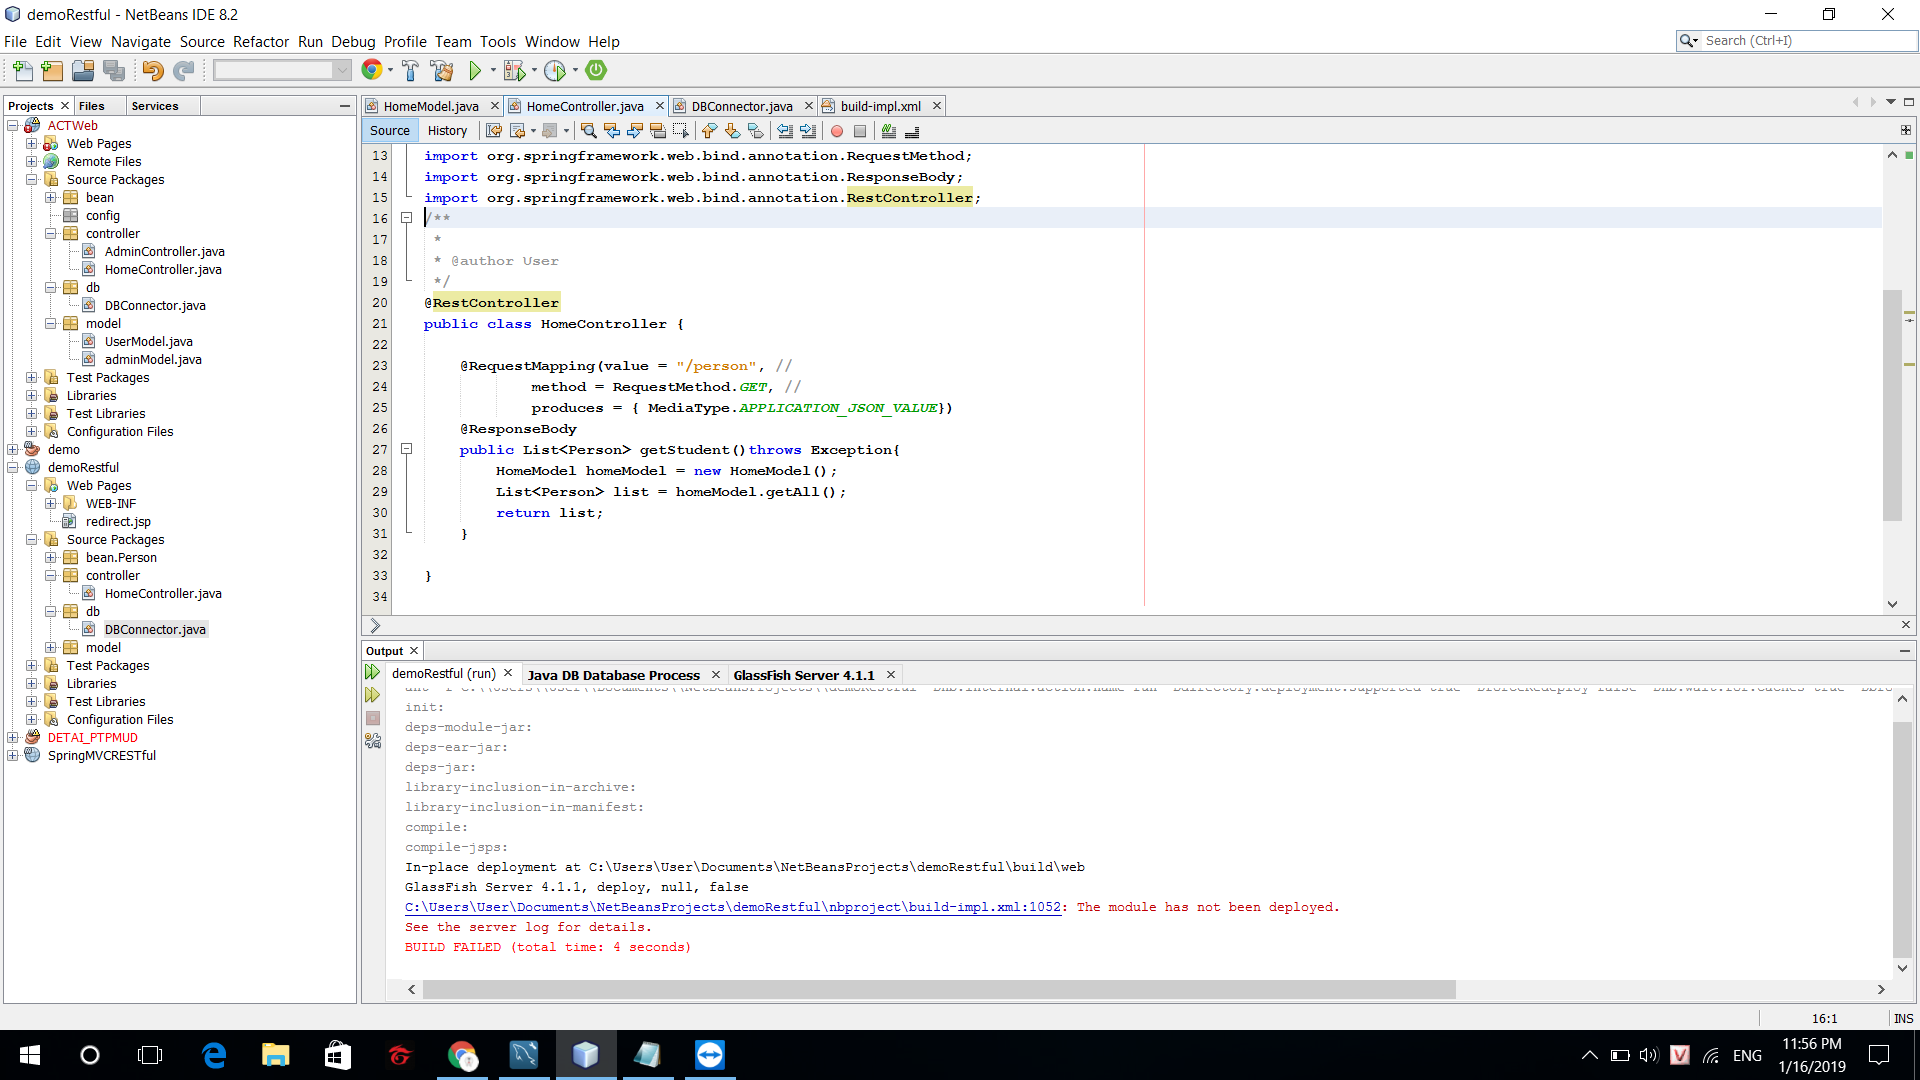 demoRestful - NetBeans IDE 8.2
File Edit View Navigate Source Refactor Run Debug Profile Team Tools Window Help
Search (Ctrl+I)
Projects Files Services
ACTWeb
Web Pages
Remote Files
Source Packages
bean
config
controller
AdminController.java
HomeController.java
db
DBConnector.java
model
UserModel.java
adminModel.java
Test Packages
Libraries
Test Libraries
Configuration Files
demo
demoRestful
Web Pages
WEB-INF
redirect.jsp
Source Packages
bean.Person
controller
HomeController.java
db
DBConnector.java
model
Test Packages
Libraries
Test Libraries
Configuration Files
DETAI_PTPMUD
SpringMVCRESTful
HomeModel.java HomeController.java DBConnector.java build-impl.xml
Source History
13 import org.springframework.web.bind.annotation.RequestMethod;
14 import org.springframework.web.bind.annotation.ResponseBody;
15 import org.springframework.web.bind.annotation.RestController;
16 /**
17 *
18 * @author User
19 */
20 @RestController
21 public class HomeController {
22
23 @RequestMapping(value = "/person", //
24 method = RequestMethod.GET, //
25 produces = { MediaType.APPLICATION_JSON_VALUE})
26 @ResponseBody
27 public List<Person> getStudent()throws Exception{
28 HomeModel homeModel = new HomeModel();
29 List<Person> list = homeModel.getAll();
30 return list;
31 }
32
33 }
34
Output
demoRestful (run) Java DB Database Process GlassFish Server 4.1.1
init:
deps-module-jar:
deps-ear-jar:
deps-jar:
library-inclusion-in-archive:
library-inclusion-in-manifest:
compile:
compile-jsps:
In-place deployment at C:\Users\User\Documents\NetBeansProjects\demoRestful\build\web
GlassFish Server 4.1.1, deploy, null, false
C:\Users\User\Documents\NetBeansProjects\demoRestful\nbproject\build-impl.xml:1052: The module has not been deployed.
See the server log for details.
BUILD FAILED (total time: 4 seconds)
16:1 INS
ENG
11:56 PM
1/16/2019